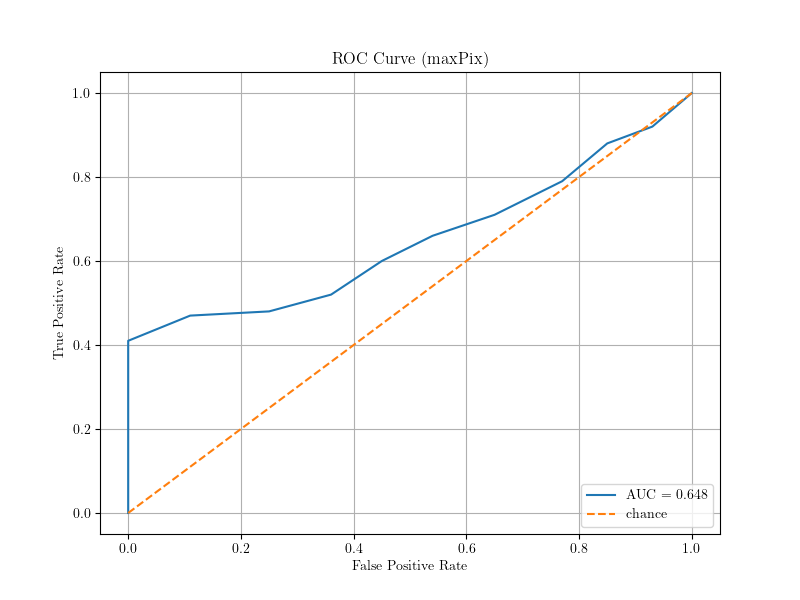 ROC Curve (maxPix)
True Positive Rate
1.0
0.8
0.6
0.4
0.2
0.0
AUC = 0.648
chance
0.0 0.2 0.4 0.6 0.8 1.0
False Positive Rate